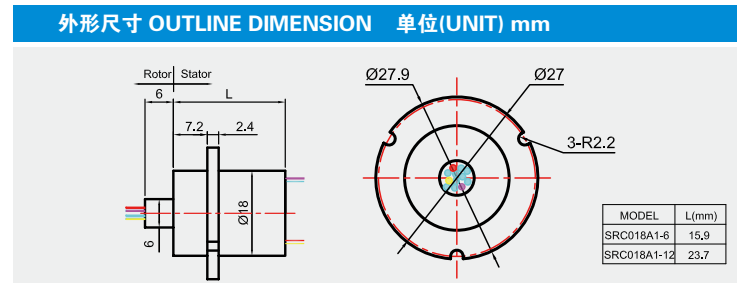 外形尺寸 OUTLINE DIMENSION 单位(UNIT) mm
Rotor Stator
6 L
7.2 2.4
6
Ø18
Ø27.9
Ø27
3-R2.2
MODEL L(mm)
SRC018A1-6 15.9
SRC018A1-12 23.7